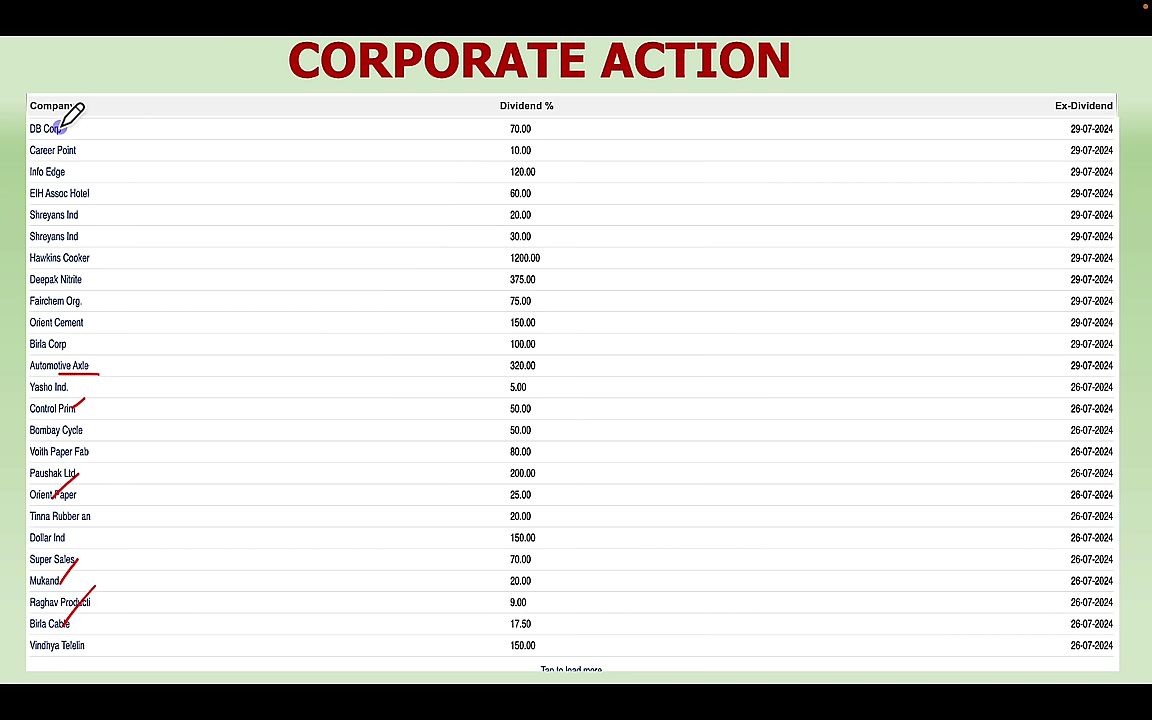 CORPORATE ACTION
Company Dividend % Ex-Dividend
DB Corp 70.00 29-07-2024
Career Point 10.00 29-07-2024
Info Edge 120.00 29-07-2024
EIH Assoc Hotel 60.00 29-07-2024
Shreyans Ind 20.00 29-07-2024
Shreyans Ind 30.00 29-07-2024
Hawkins Cooker 1200.00 29-07-2024
Deepak Nitrite 375.00 29-07-2024
Fairchem Org. 75.00 29-07-2024
Orient Cement 150.00 29-07-2024
Birla Corp 100.00 29-07-2024
Automotive Axle 320.00 29-07-2024
Yasho Ind. 5.00 26-07-2024
Control Prin 50.00 26-07-2024
Bombay Cycle 50.00 26-07-2024
Voith Paper Fab 80.00 26-07-2024
Paushak Ltd. 200.00 26-07-2024
Orient Paper 25.00 26-07-2024
Tinna Rubber an 20.00 26-07-2024
Dollar Ind 150.00 26-07-2024
Super Sales 70.00 26-07-2024
Mukand 20.00 26-07-2024
Raghav Producti 9.00 26-07-2024
Birla Cable 17.50 26-07-2024
Vindhya Telelin 150.00 26-07-2024
Tap to load more